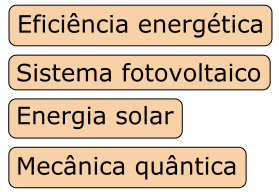 Eficiência energética
Sistema fotovoltaico
Energia solar
Mecânica quântica